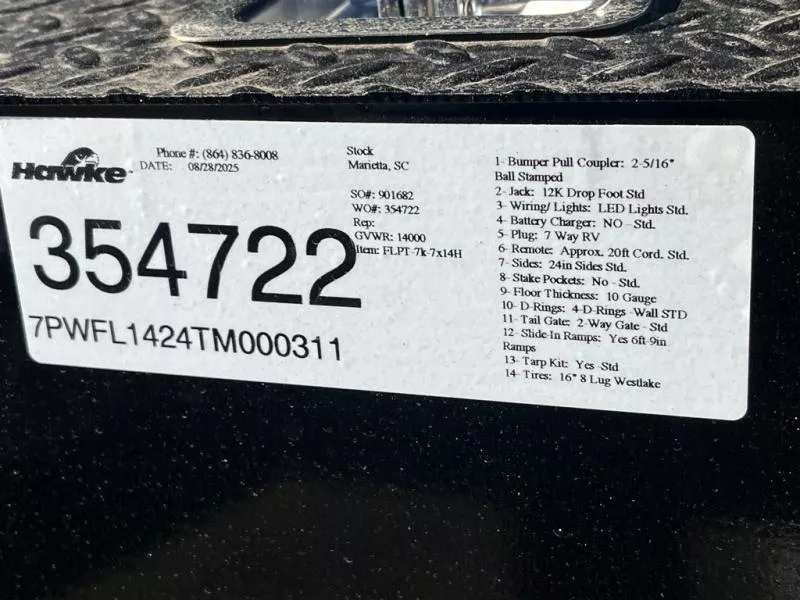 Hawke
Phone #: (864) 836-8008
DATE: 08/28/2025
354722
7PWFL1424TM000311
Stock
Marietta, SC
SO#: 901682
WO#: 354722
Rep:
GVWR: 14000
Item: FLPT-7k-7x14H
1- Bumper Pull Coupler: 2-5/16"
Ball Stamped
2- Jack: 12K Drop Foot Std
3- Wiring/ Lights: LED Lights Std.
4- Battery Charger: NO - Std.
5- Plug: 7 Way RV
6- Remote: Approx. 20ft Cord. Std.
7- Sides: 24in Sides Std.
8- Stake Pockets: No - Std.
9- Floor Thickness: 10 Gauge
10- D-Rings: 4-D-Rings -Wall STD
11- Tail Gate: 2-Way Gate - Std
12- Slide-In Ramps: Yes 6ft-9in
Ramps
13- Tarp Kit: Yes -Std
14- Tires: 16" 8 Lug Westlake